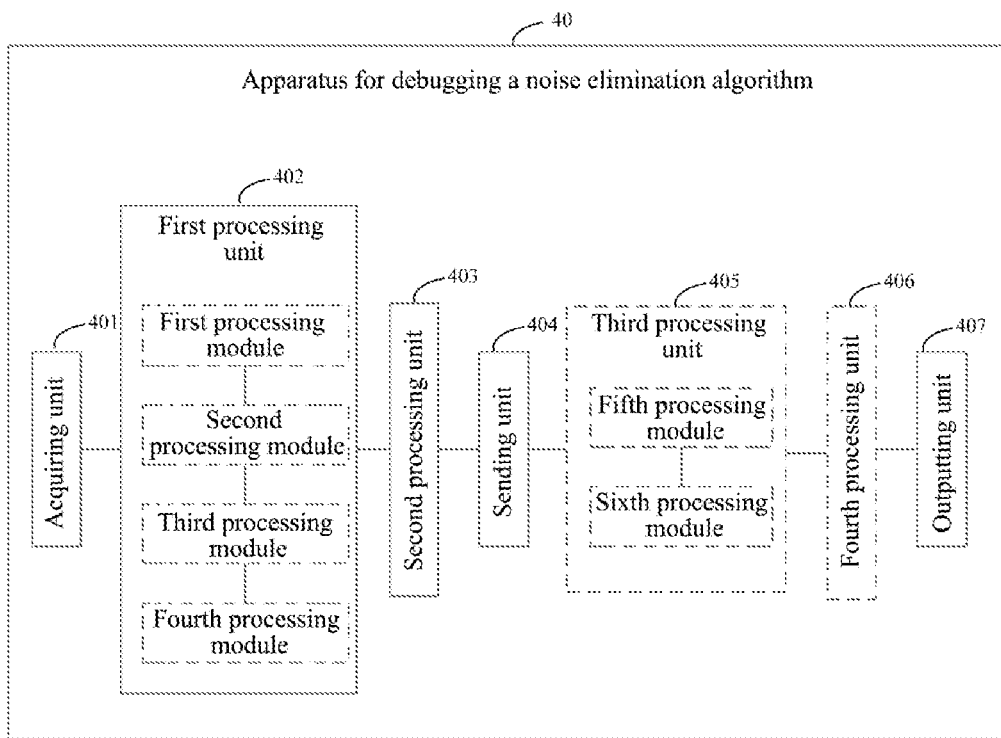 40
Apparatus for debugging a noise elimination algorithm
402
First processing
unit
First processing
module
Second
processing module
Third processing
module
Fourth processing
module
401
Acquiring unit
403
Second processing unit
404
Sending unit
405
Third processing
unit
Fifth processing
module
Sixth processing
module
406
Fourth processing unit
407
Outputting unit